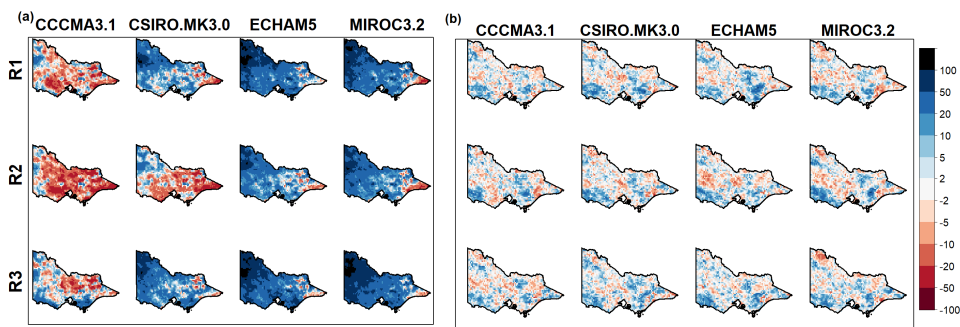 (a)
CCCMA3.1 CSIRO.MK3.0 ECHAM5 MIROC3.2
R1
R2
R3
(b)
CCCMA3.1 CSIRO.MK3.0 ECHAM5 MIROC3.2
100
50
20
10
5
2
-2
-5
-10
-20
-50
-100